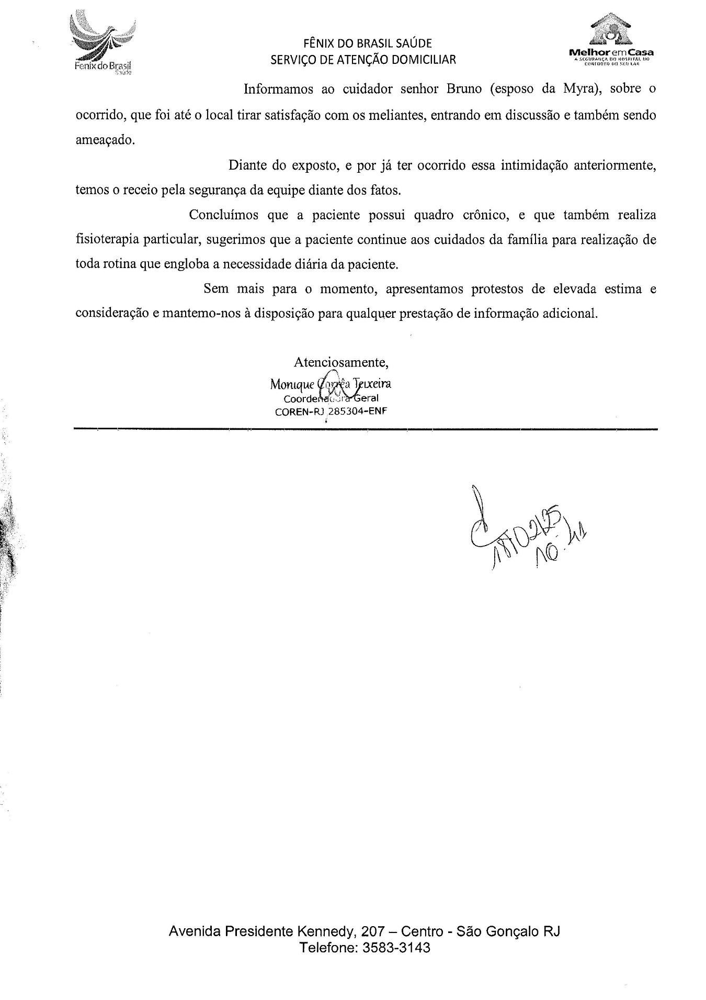 Fenix do Brasil
Saúde
FÊNIX DO BRASIL SAÚDE
SERVIÇO DE ATENÇÃO DOMICILIAR
Melhor em Casa
A SEGURANÇA DO HOSPITAL NO
CONFORTO DO SEU LAR
Informamos ao cuidador senhor Bruno (esposo da Myra), sobre o
ocorrido, que foi até o local tirar satisfação com os meliantes, entrando em discussão e também sendo
ameaçado.
Diante do exposto, e por já ter ocorrido essa intimidação anteriormente,
temos o receio pela segurança da equipe diante dos fatos.
Concluímos que a paciente possui quadro crônico, e que também realiza
fisioterapia particular, sugerimos que a paciente continue aos cuidados da família para realização de
toda rotina que engloba a necessidade diária da paciente.
Sem mais para o momento, apresentamos protestos de elevada estima e
consideração e mantemo-nos à disposição para qualquer prestação de informação adicional.
Atenciosamente,
Monique Corrêa Teixeira
Coordenadora Geral
COREN-RJ 285304-ENF
10:41
Avenida Presidente Kennedy, 207 – Centro - São Gonçalo RJ
Telefone: 3583-3143